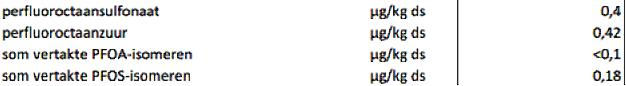 perfluoroctaansulfonaat µg/kg ds 0,4
perfluoroctaanzuur µg/kg ds 0,42
som vertakte PFOA-isomeren µg/kg ds <0,1
som vertakte PFOS-isomeren µg/kg ds 0,18